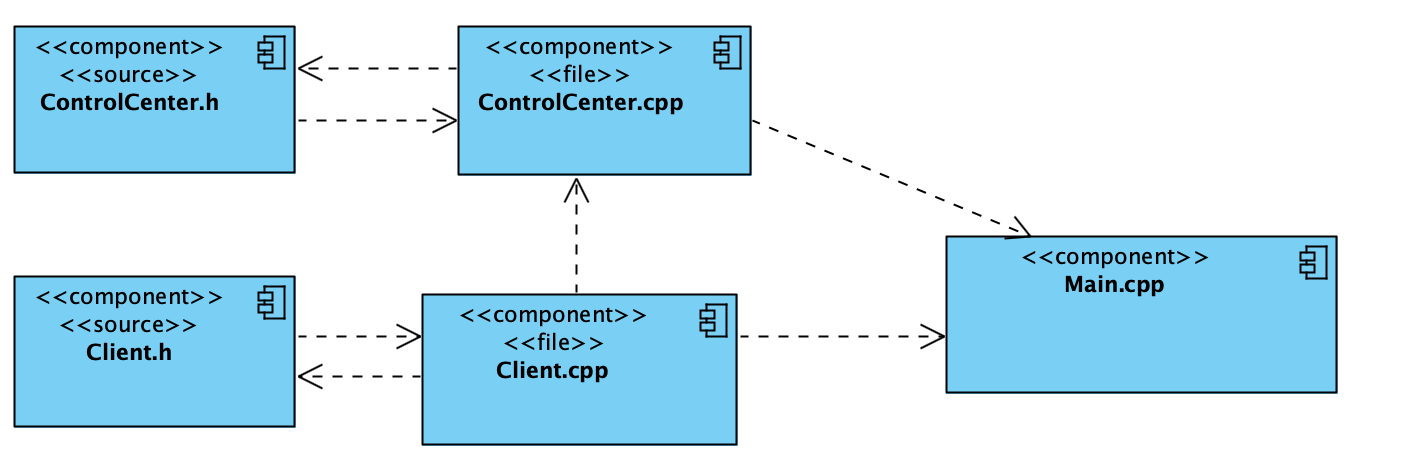 <<component>>
<<source>>
ControlCenter.h
<<component>>
<<file>>
ControlCenter.cpp
<<component>>
Main.cpp
<<component>>
<<source>>
Client.h
<<component>>
<<file>>
Client.cpp